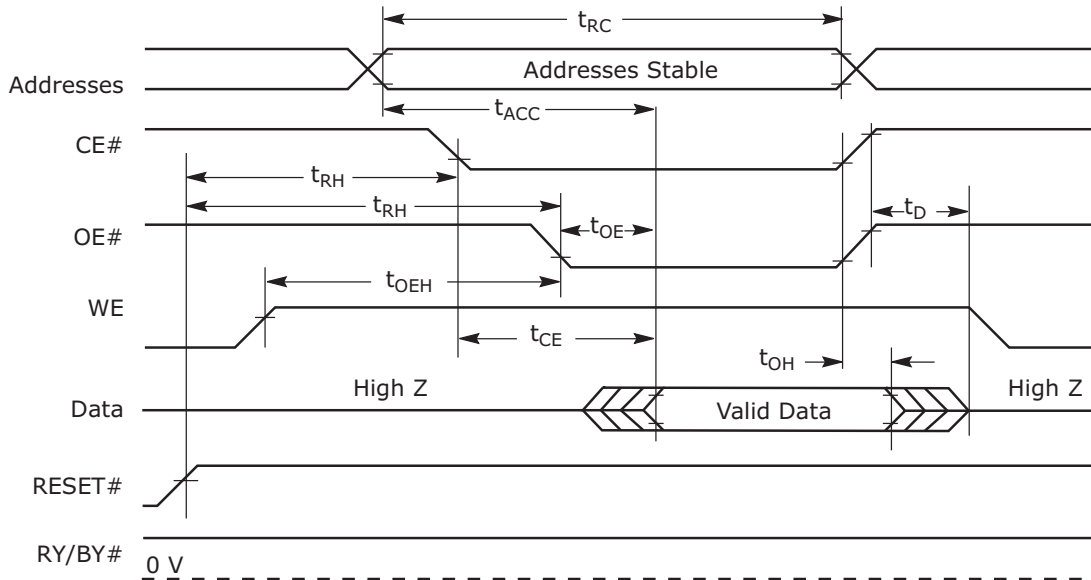 tRC
Addresses
Addresses Stable
tACC
CE#
tRH
tRH
tD
OE#
tOE
tOEH
WE
tCE
tOH
High Z
High Z
Data
Valid Data
RESET#
RY/BY#
0 V